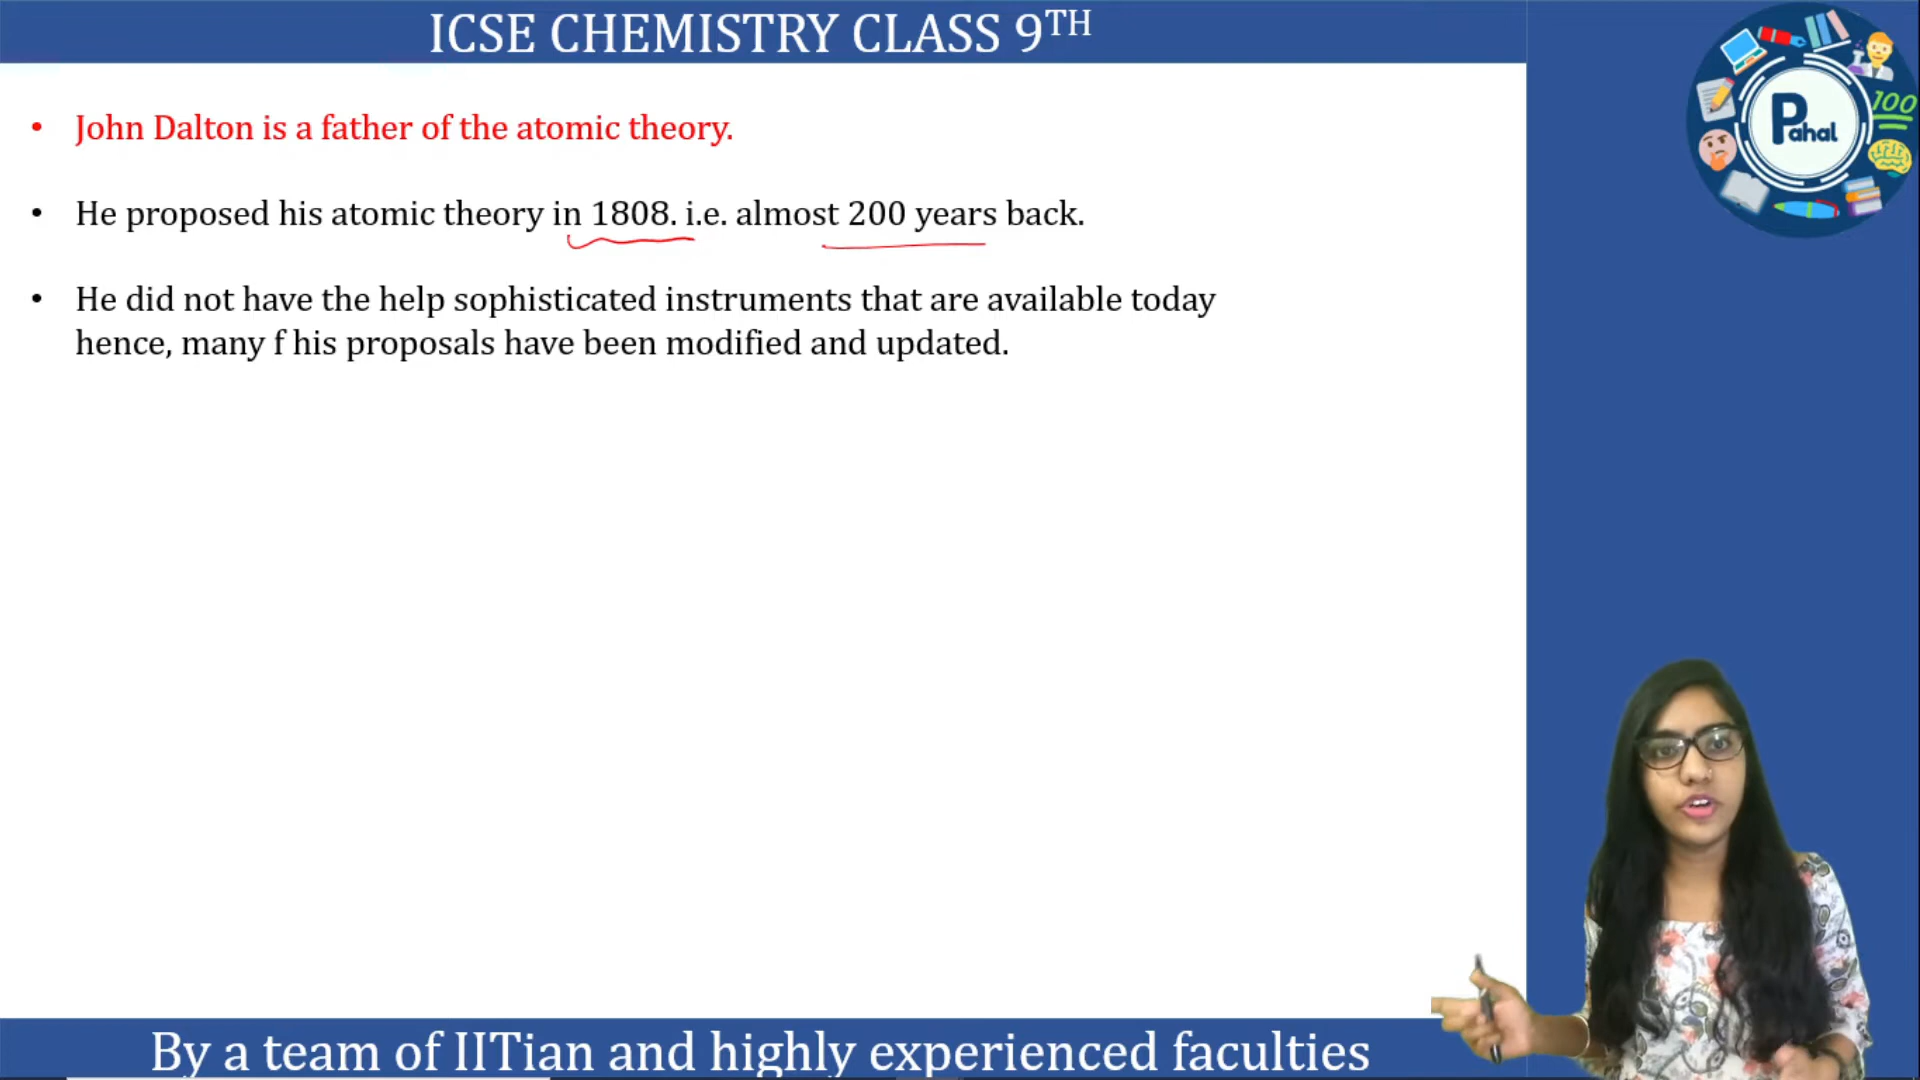 ICSE CHEMISTRY CLASS 9TH
• John Dalton is a father of the atomic theory.
• He proposed his atomic theory in 1808. i.e. almost 200 years back.
• He did not have the help sophisticated instruments that are available today
hence, many f his proposals have been modified and updated.
Pahal
100
By a team of IITian and highly experienced faculties